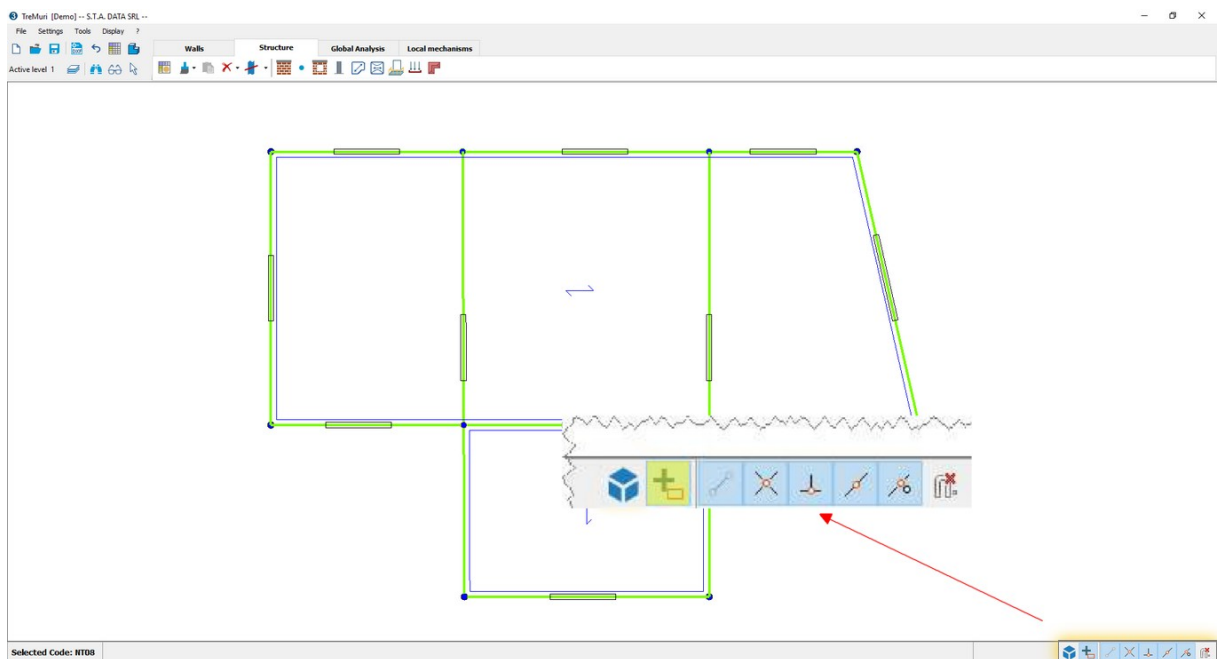 TreMuri [Demo] -- S.T.A. DATA SRL --
File Settings Tools Display ?
Walls Structure Global Analysis Local mechanisms
Active level 1
Selected Code: NT08